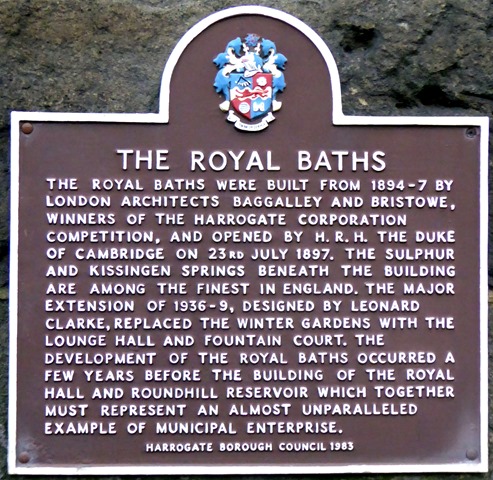 THE ROYAL BATHS
THE ROYAL BATHS WERE BUILT FROM 1894-7 BY
LONDON ARCHITECTS BAGGALLEY AND BRISTOWE,
WINNERS OF THE HARROGATE CORPORATION
COMPETITION, AND OPENED BY H.R.H. THE DUKE
OF CAMBRIDGE ON 23RD JULY 1897. THE SULPHUR
AND KISSINGEN SPRINGS BENEATH THE BUILDING
ARE AMONG THE FINEST IN ENGLAND. THE MAJOR
EXTENSION OF 1936-9, DESIGNED BY LEONARD
CLARKE, REPLACED THE WINTER GARDENS WITH THE
LOUNGE HALL AND FOUNTAIN COURT. THE
DEVELOPMENT OF THE ROYAL BATHS OCCURRED A
FEW YEARS BEFORE THE BUILDING OF THE ROYAL
HALL AND ROUNDHILL RESERVOIR WHICH TOGETHER
MUST REPRESENT AN ALMOST UNPARALLELED
EXAMPLE OF MUNICIPAL ENTERPRISE.
HARROGATE BOROUGH COUNCIL 1983